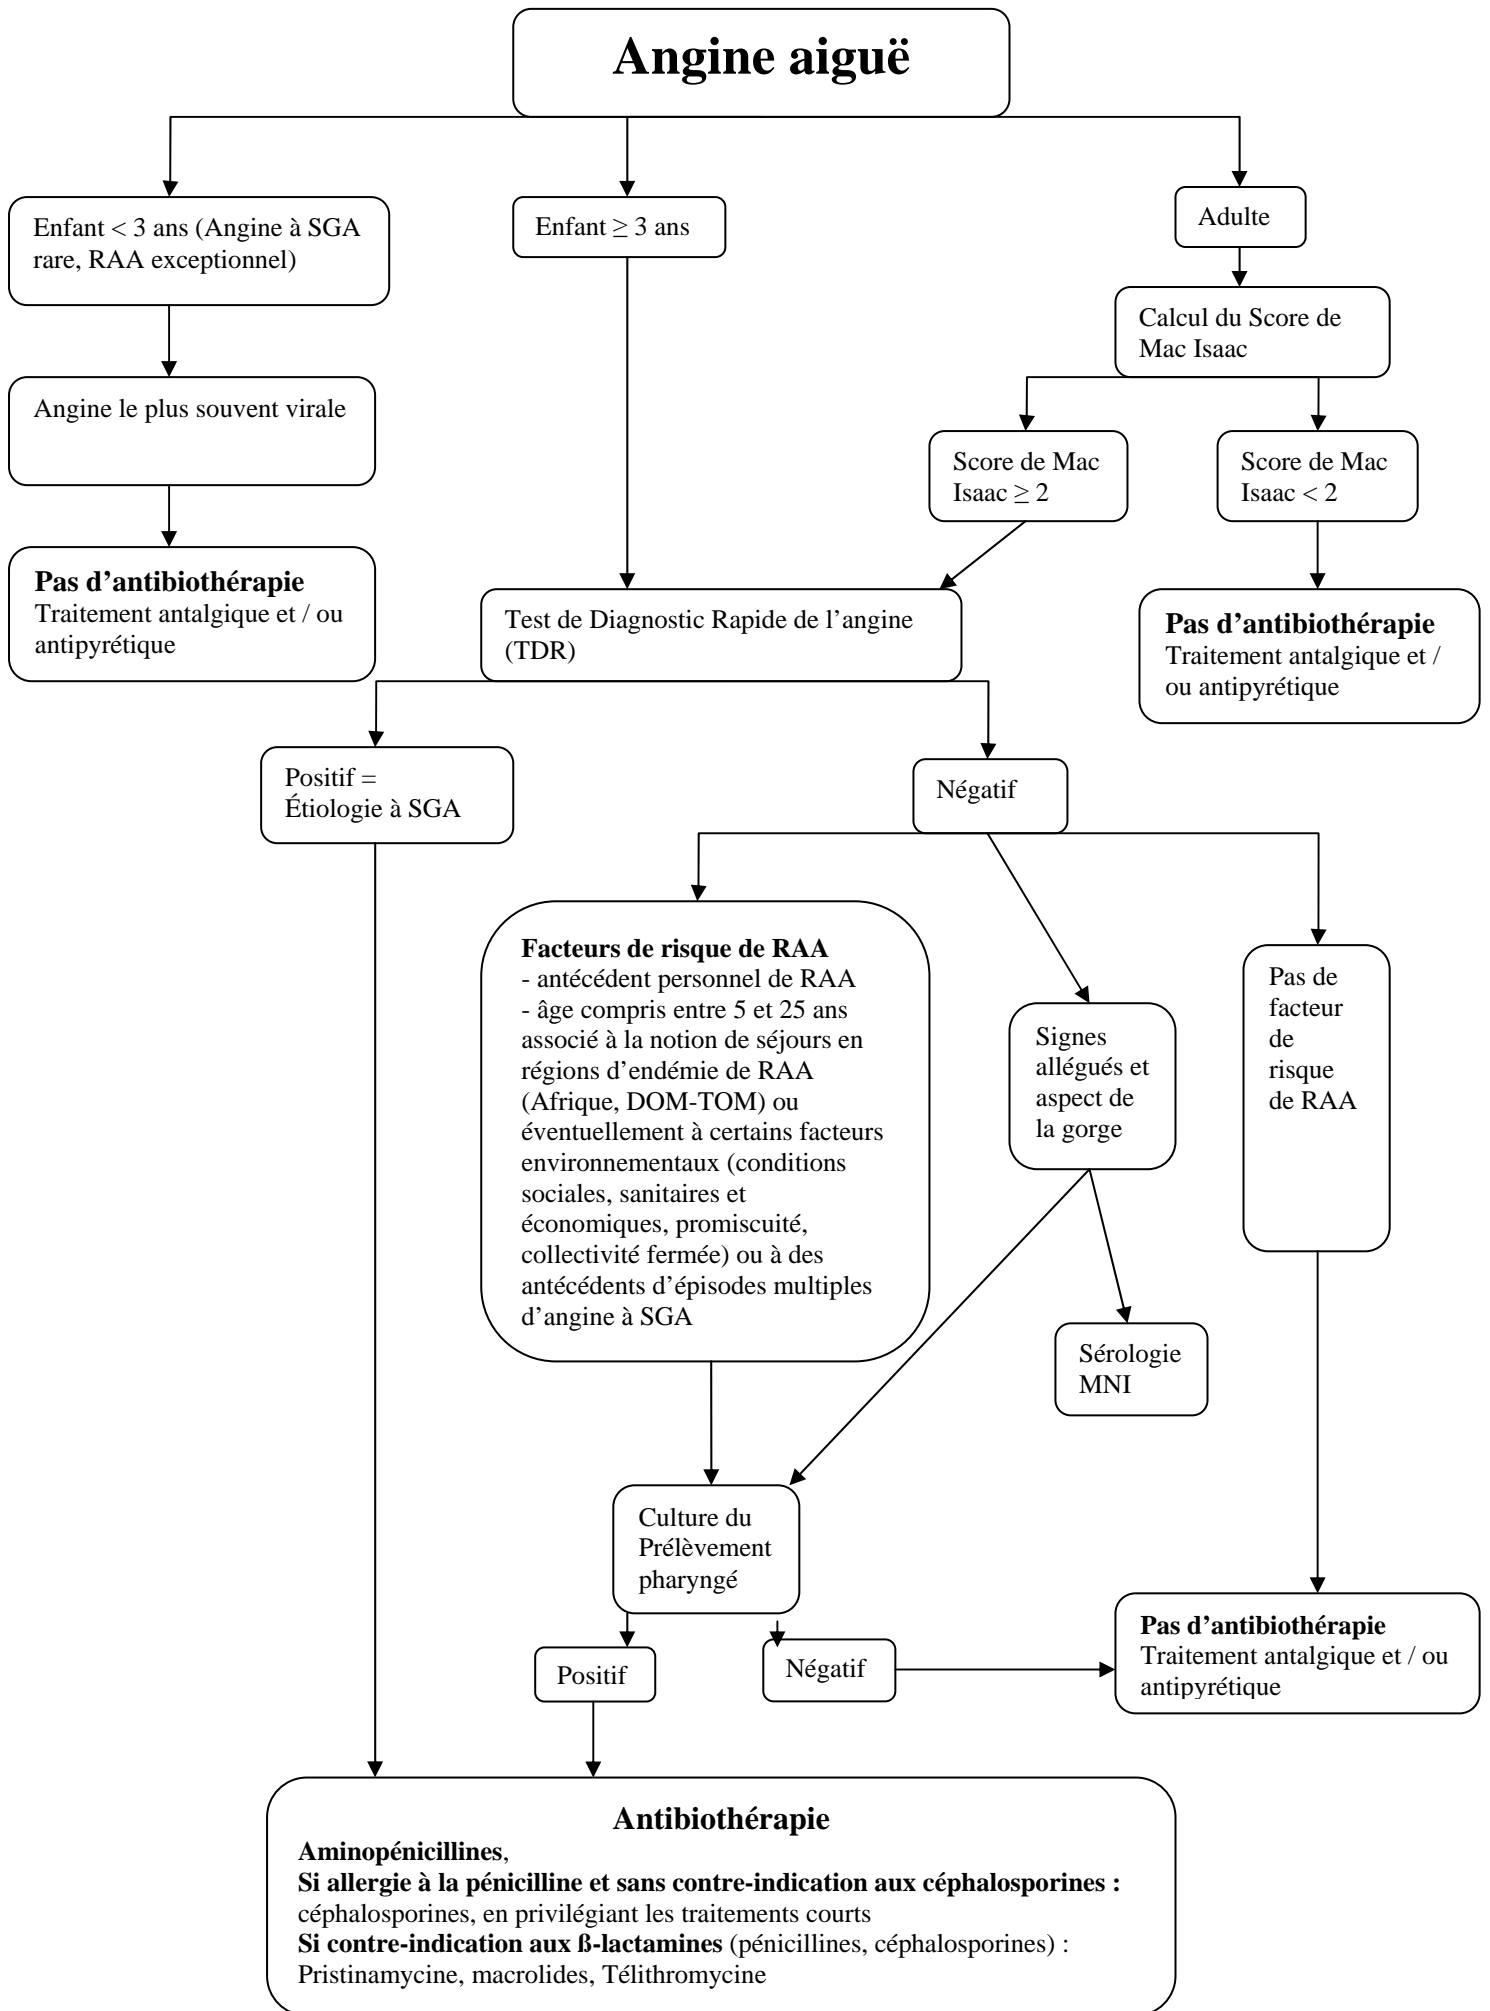 Angine aiguë
Enfant < 3 ans (Angine à SGA
rare, RAA exceptionnel)
Enfant ≥ 3 ans
Adulte
Calcul du Score de
Mac Isaac
Angine le plus souvent virale
Score de Mac
Isaac ≥ 2
Score de Mac
Isaac < 2
Pas d’antibiothérapie
Traitement antalgique et / ou
antipyrétique
Test de Diagnostic Rapide de l’angine
(TDR)
Pas d’antibiothérapie
Traitement antalgique et /
ou antipyrétique
Positif =
Étiologie à SGA
Négatif
Facteurs de risque de RAA
- antécédent personnel de RAA
- âge compris entre 5 et 25 ans
associé à la notion de séjours en
régions d’endémie de RAA
(Afrique, DOM-TOM) ou
éventuellement à certains facteurs
environnementaux (conditions
sociales, sanitaires et
économiques, promiscuité,
collectivité fermée) ou à des
antécédents d’épisodes multiples
d’angine à SGA
Signes
allégués et
aspect de
la gorge
Pas de
facteur
de
risque
de RAA
Sérologie
MNI
Culture du
Prélèvement
pharyngé
Positif
Négatif
Pas d’antibiothérapie
Traitement antalgique et / ou
antipyrétique
Antibiothérapie
Aminopénicillines,
Si allergie à la pénicilline et sans contre-indication aux céphalosporines :
céphalosporines, en privilégiant les traitements courts
Si contre-indication aux ß-lactamines (pénicillines, céphalosporines) :
Pristinamycine, macrolides, Télithromycine